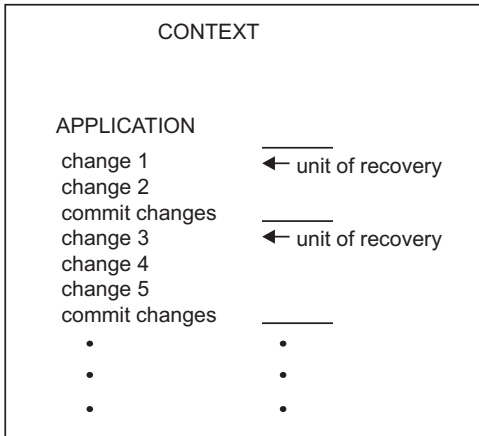 CONTEXT
APPLICATION
change 1 unit of recovery
change 2
commit changes
change 3 unit of recovery
change 4
change 5
commit changes